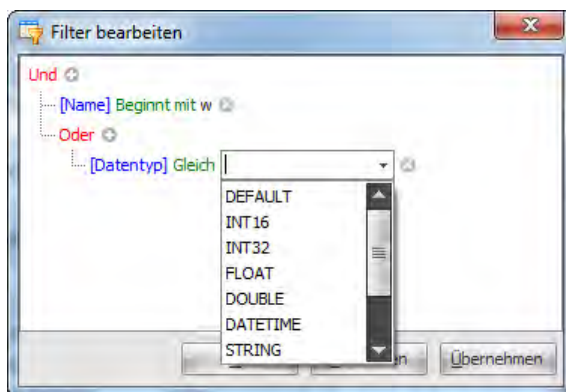 Filter bearbeiten
Und
[Name] Beginnt mit w
Oder
[Datentyp] Gleich
DEFAULT
INT16
INT32
FLOAT
DOUBLE
DATETIME
STRING
Übernehmen